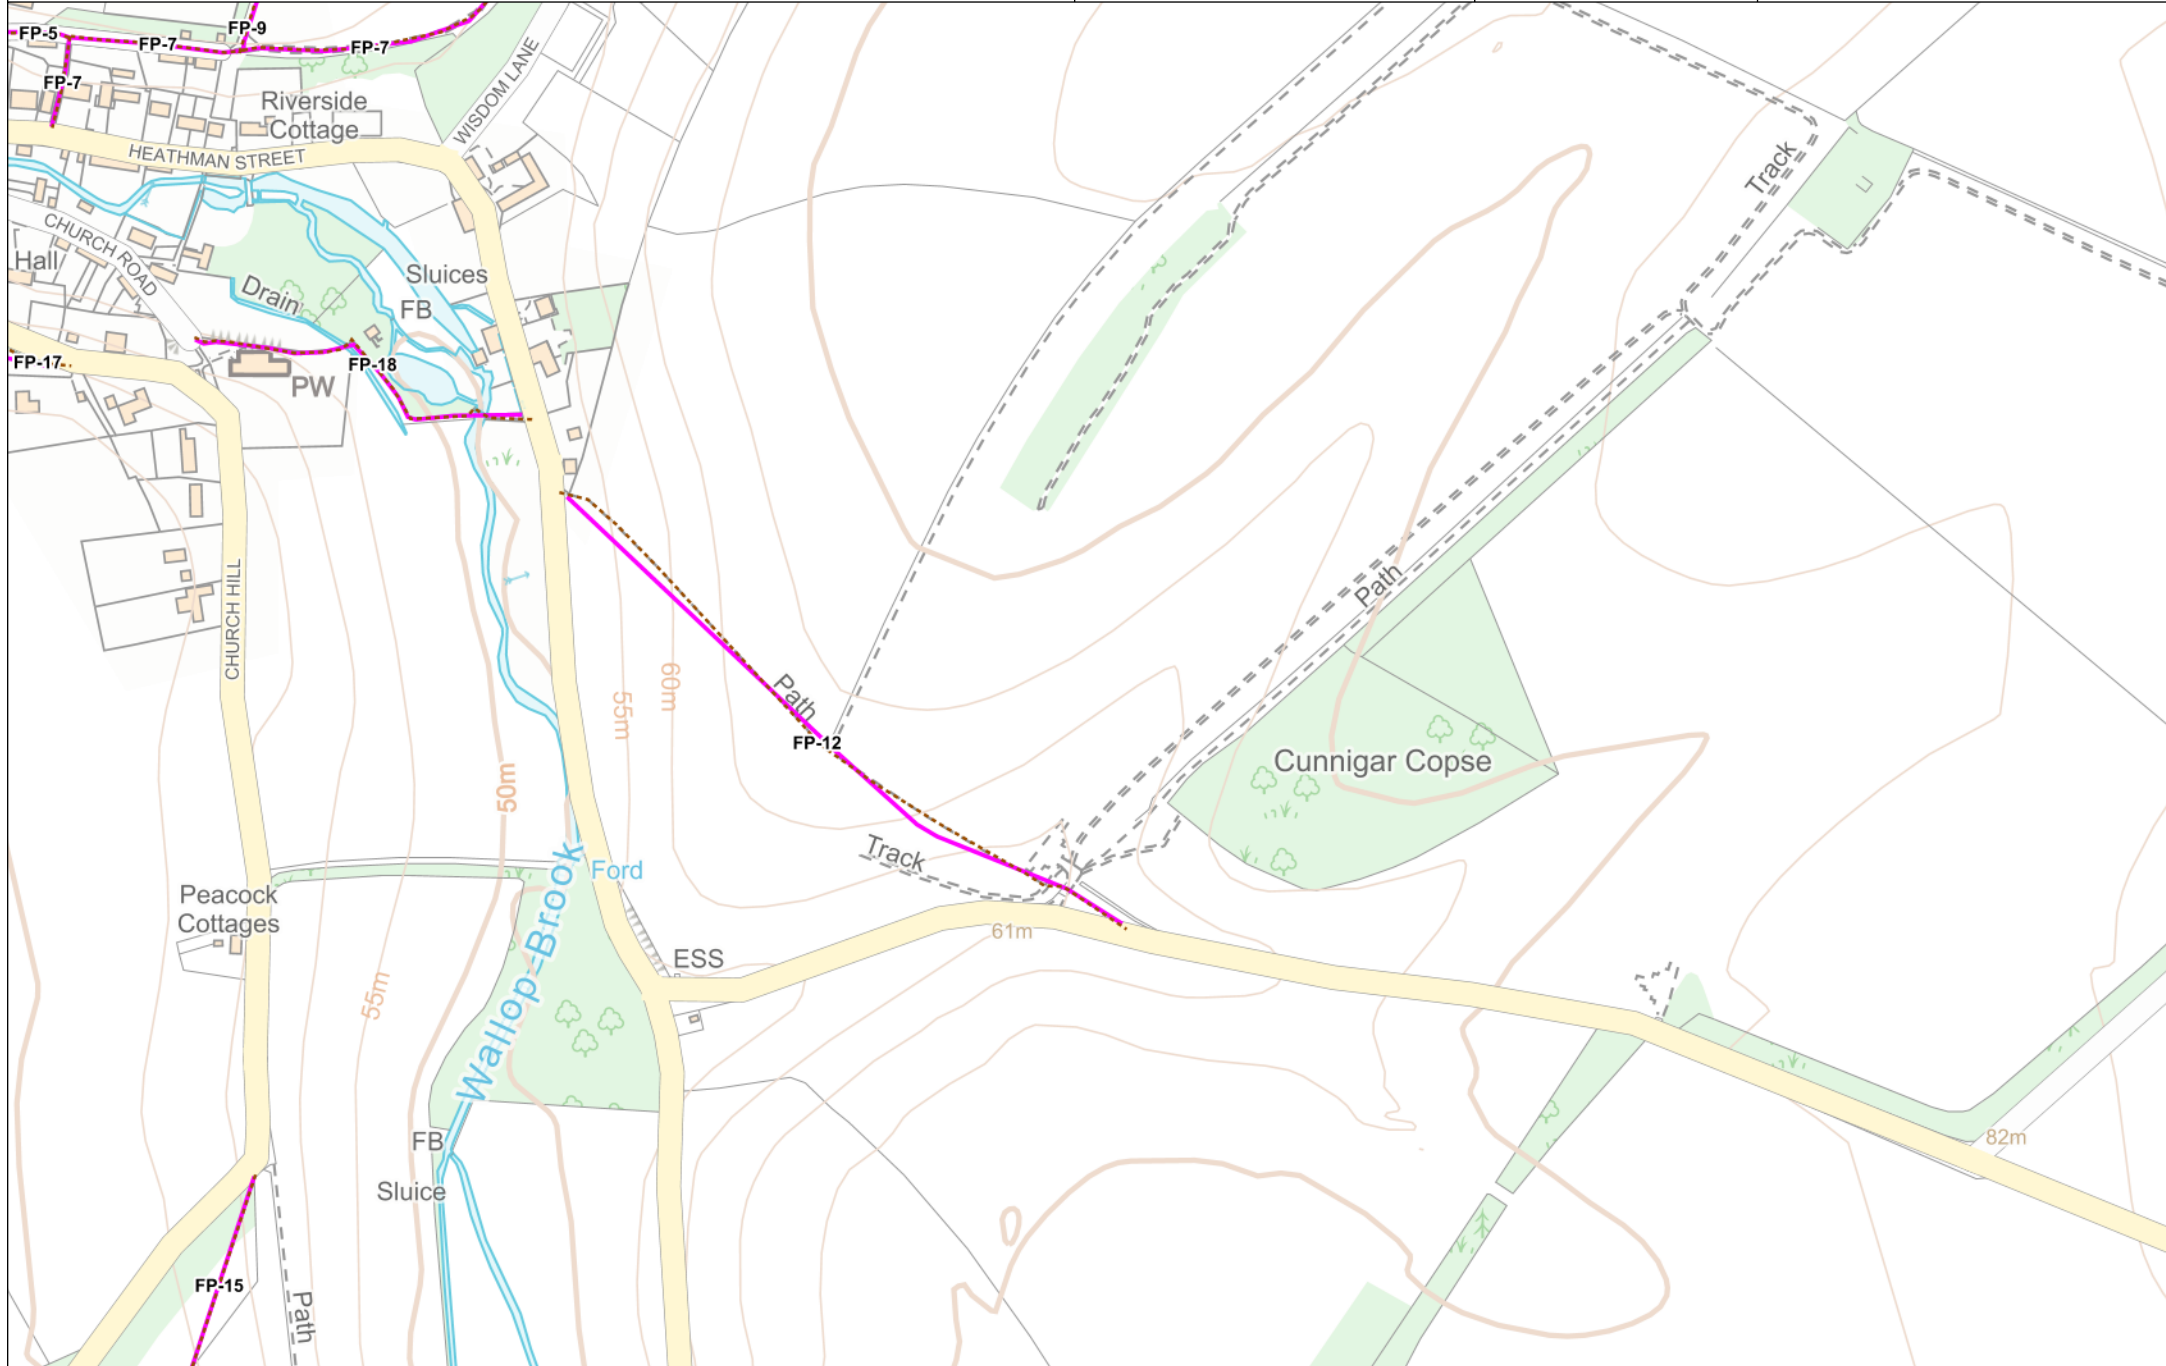 FP-5
FP-7
FP-9
FP-7
FP-7
WISDOM LANE
Riverside
Cottage
HEATHMAN STREET
CHURCH ROAD
Hall
Drain
Sluices
FB
FP-17
FP-18
PW
Track
CHURCH HILL
Path
60m
55m
Path
FP-12
50m
Cunnigar Copse
Track
Ford
Wallop Brook
Peacock
Cottages
61m
ESS
55m
82m
FB
Sluice
FP-15
Path